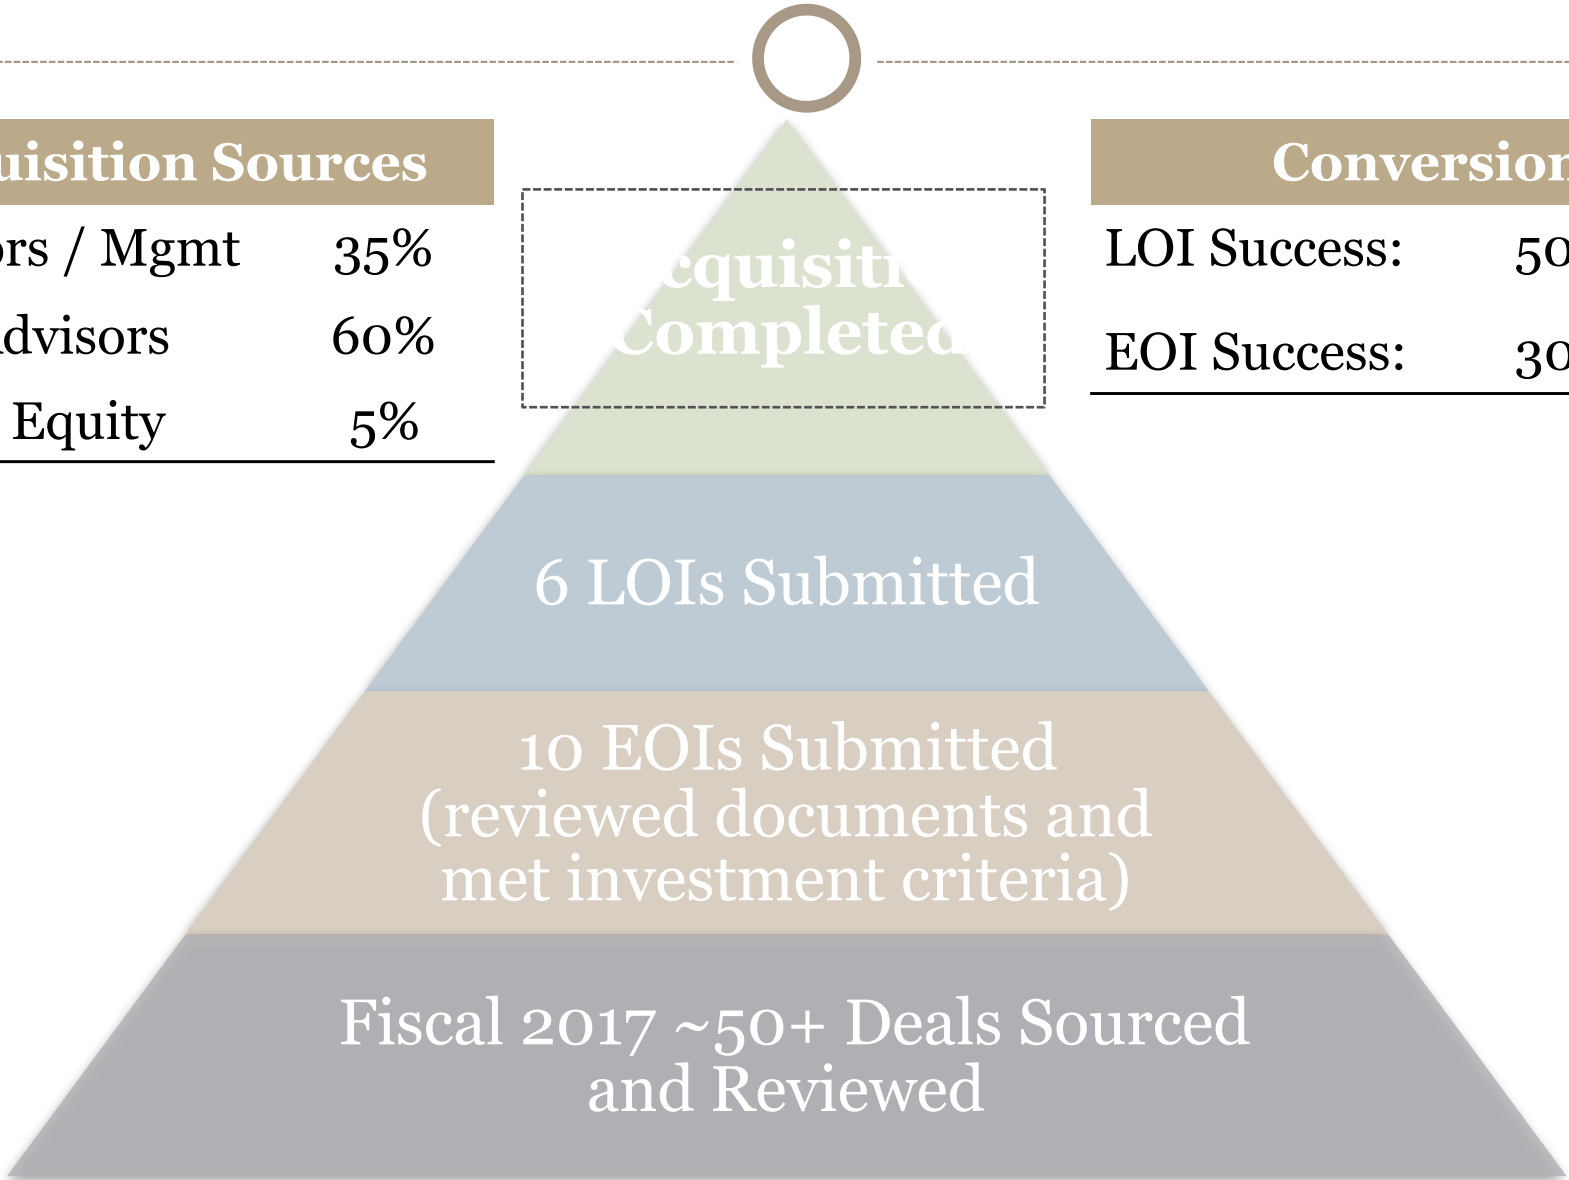 uisition Sources
ors / Mgmt 35%
dvisors 60%
Equity 5%
Conversion
LOI Success: 50
EOI Success: 30
cquisiti
Completed
6 LOIs Submitted
10 EOIs Submitted
(reviewed documents and
met investment criteria)
Fiscal 2017 ~50+ Deals Sourced
and Reviewed